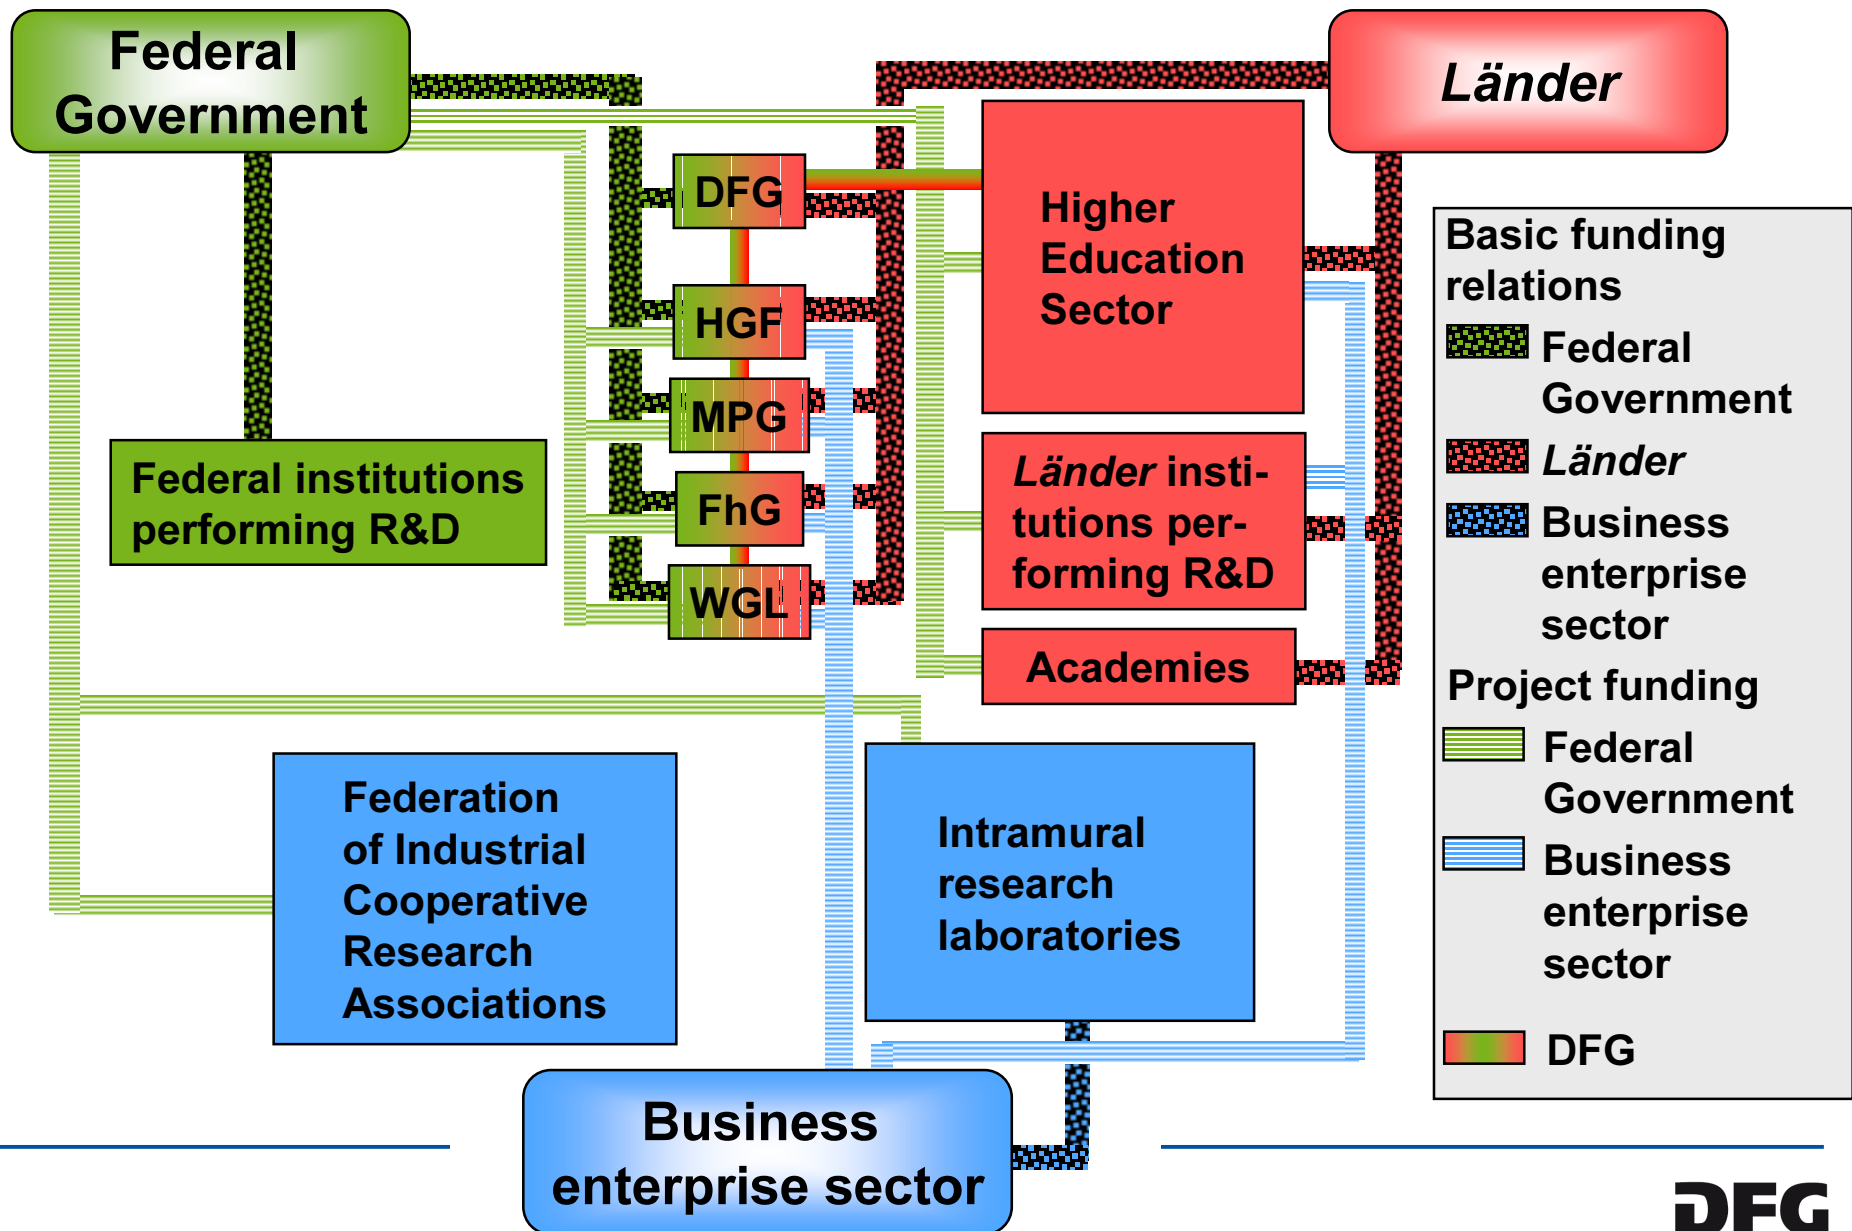 Federal
Government
Länder
DFG
HGF
MPG
FhG
WGL
Higher
Education
Sector
Federal institutions
performing R&D
Länder insti-
tutions per-
forming R&D
Academies
Federation
of Industrial
Cooperative
Research
Associations
Intramural
research
laboratories
Business
enterprise sector
Basic funding
relations
Federal
Government
Länder
Business
enterprise
sector
Project funding
Federal
Government
Business
enterprise
sector
DFG
DFG